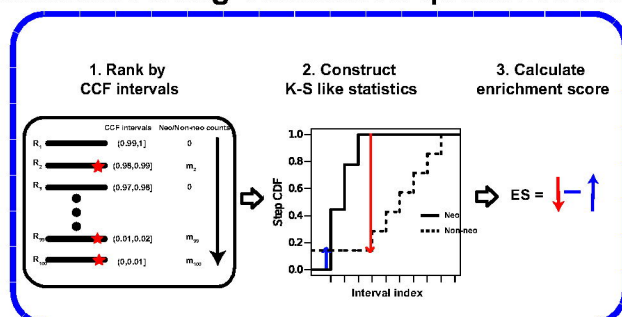 1. Rank by
CCF intervals
2. Construct
K-S like statistics
3. Calculate
enrichment score
CCF intervals Neo/Non-neo counts
R1 (0.99,1] 0
R2 (0.98,0.99] m2
R3 (0.97,0.98] 0
R99 (0.01,0.02] m99
R100 (0,0.01] m100
Step CDF
1.0
0.8
0.6
0.4
0.2
0.0
Neo
Non-neo
Interval index
ES = –